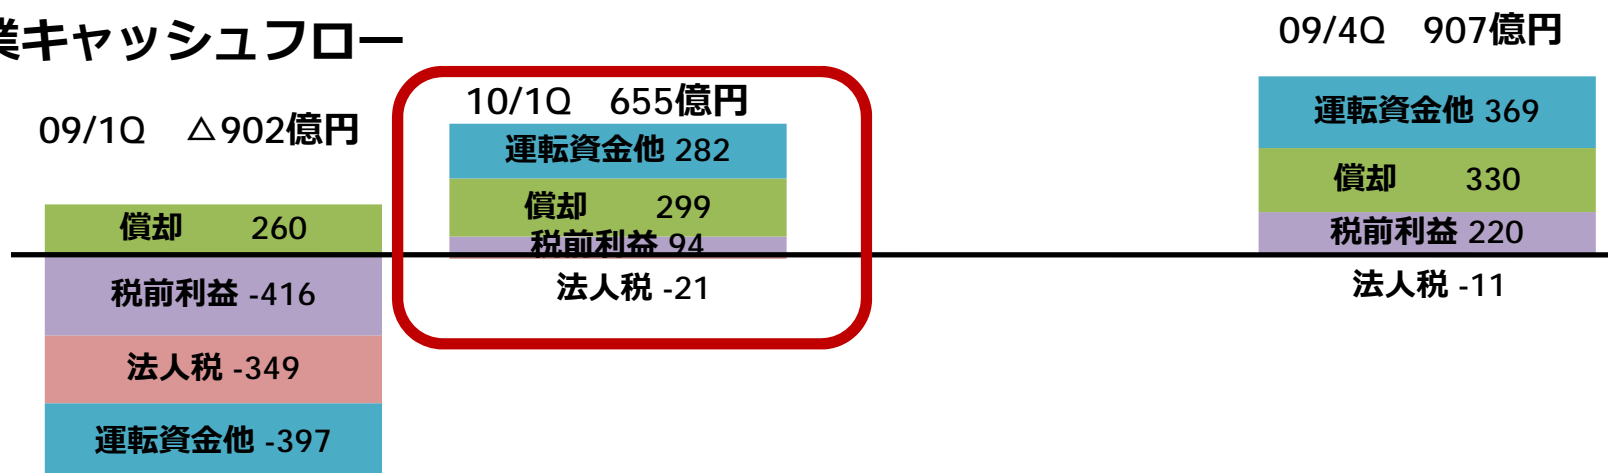 業キャッシュフロー
09/1Q △902億円
償却 260
税前利益 -416
法人税 -349
運転資金他 -397
10/1Q 655億円
運転資金他 282
償却 299
税前利益 94
法人税 -21
09/4Q 907億円
運転資金他 369
償却 330
税前利益 220
法人税 -11